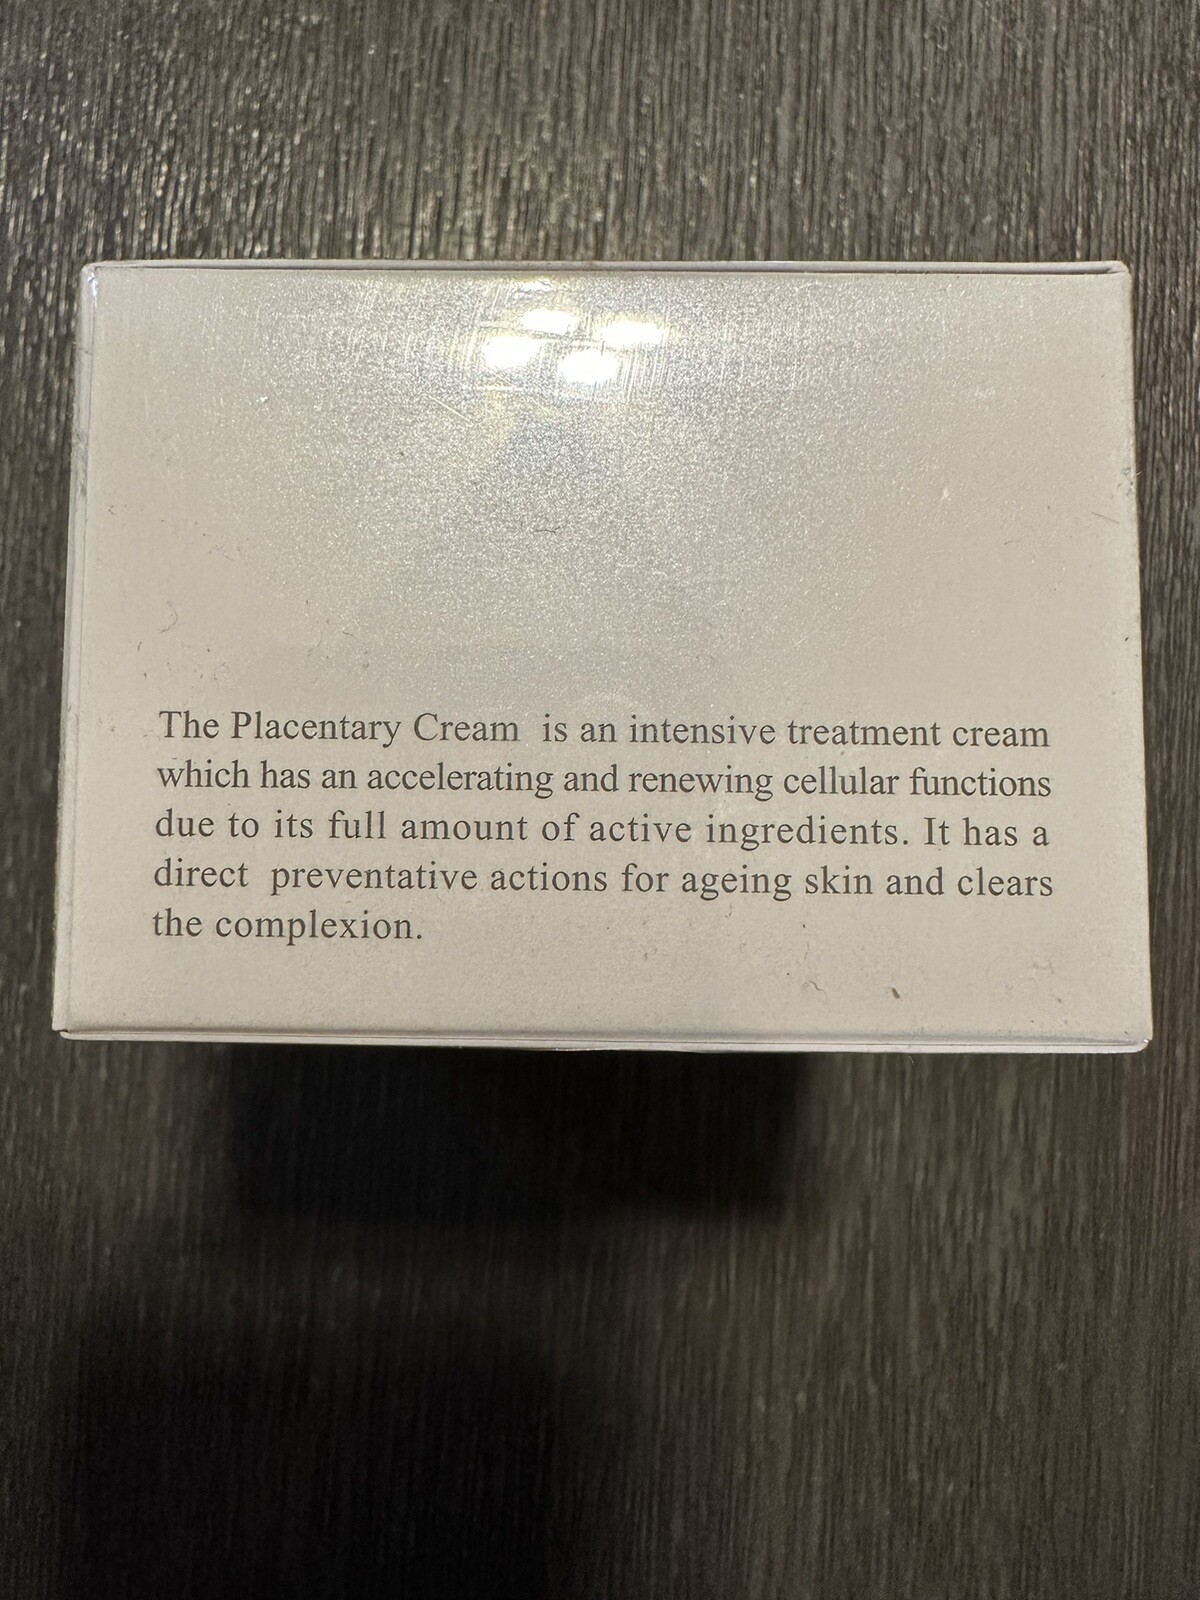 The Placentary Cream is an intensive treatment cream
which has an accelerating and renewing cellular functions
due to its full amount of active ingredients. It has a
direct preventative actions for ageing skin and clears
the complexion.